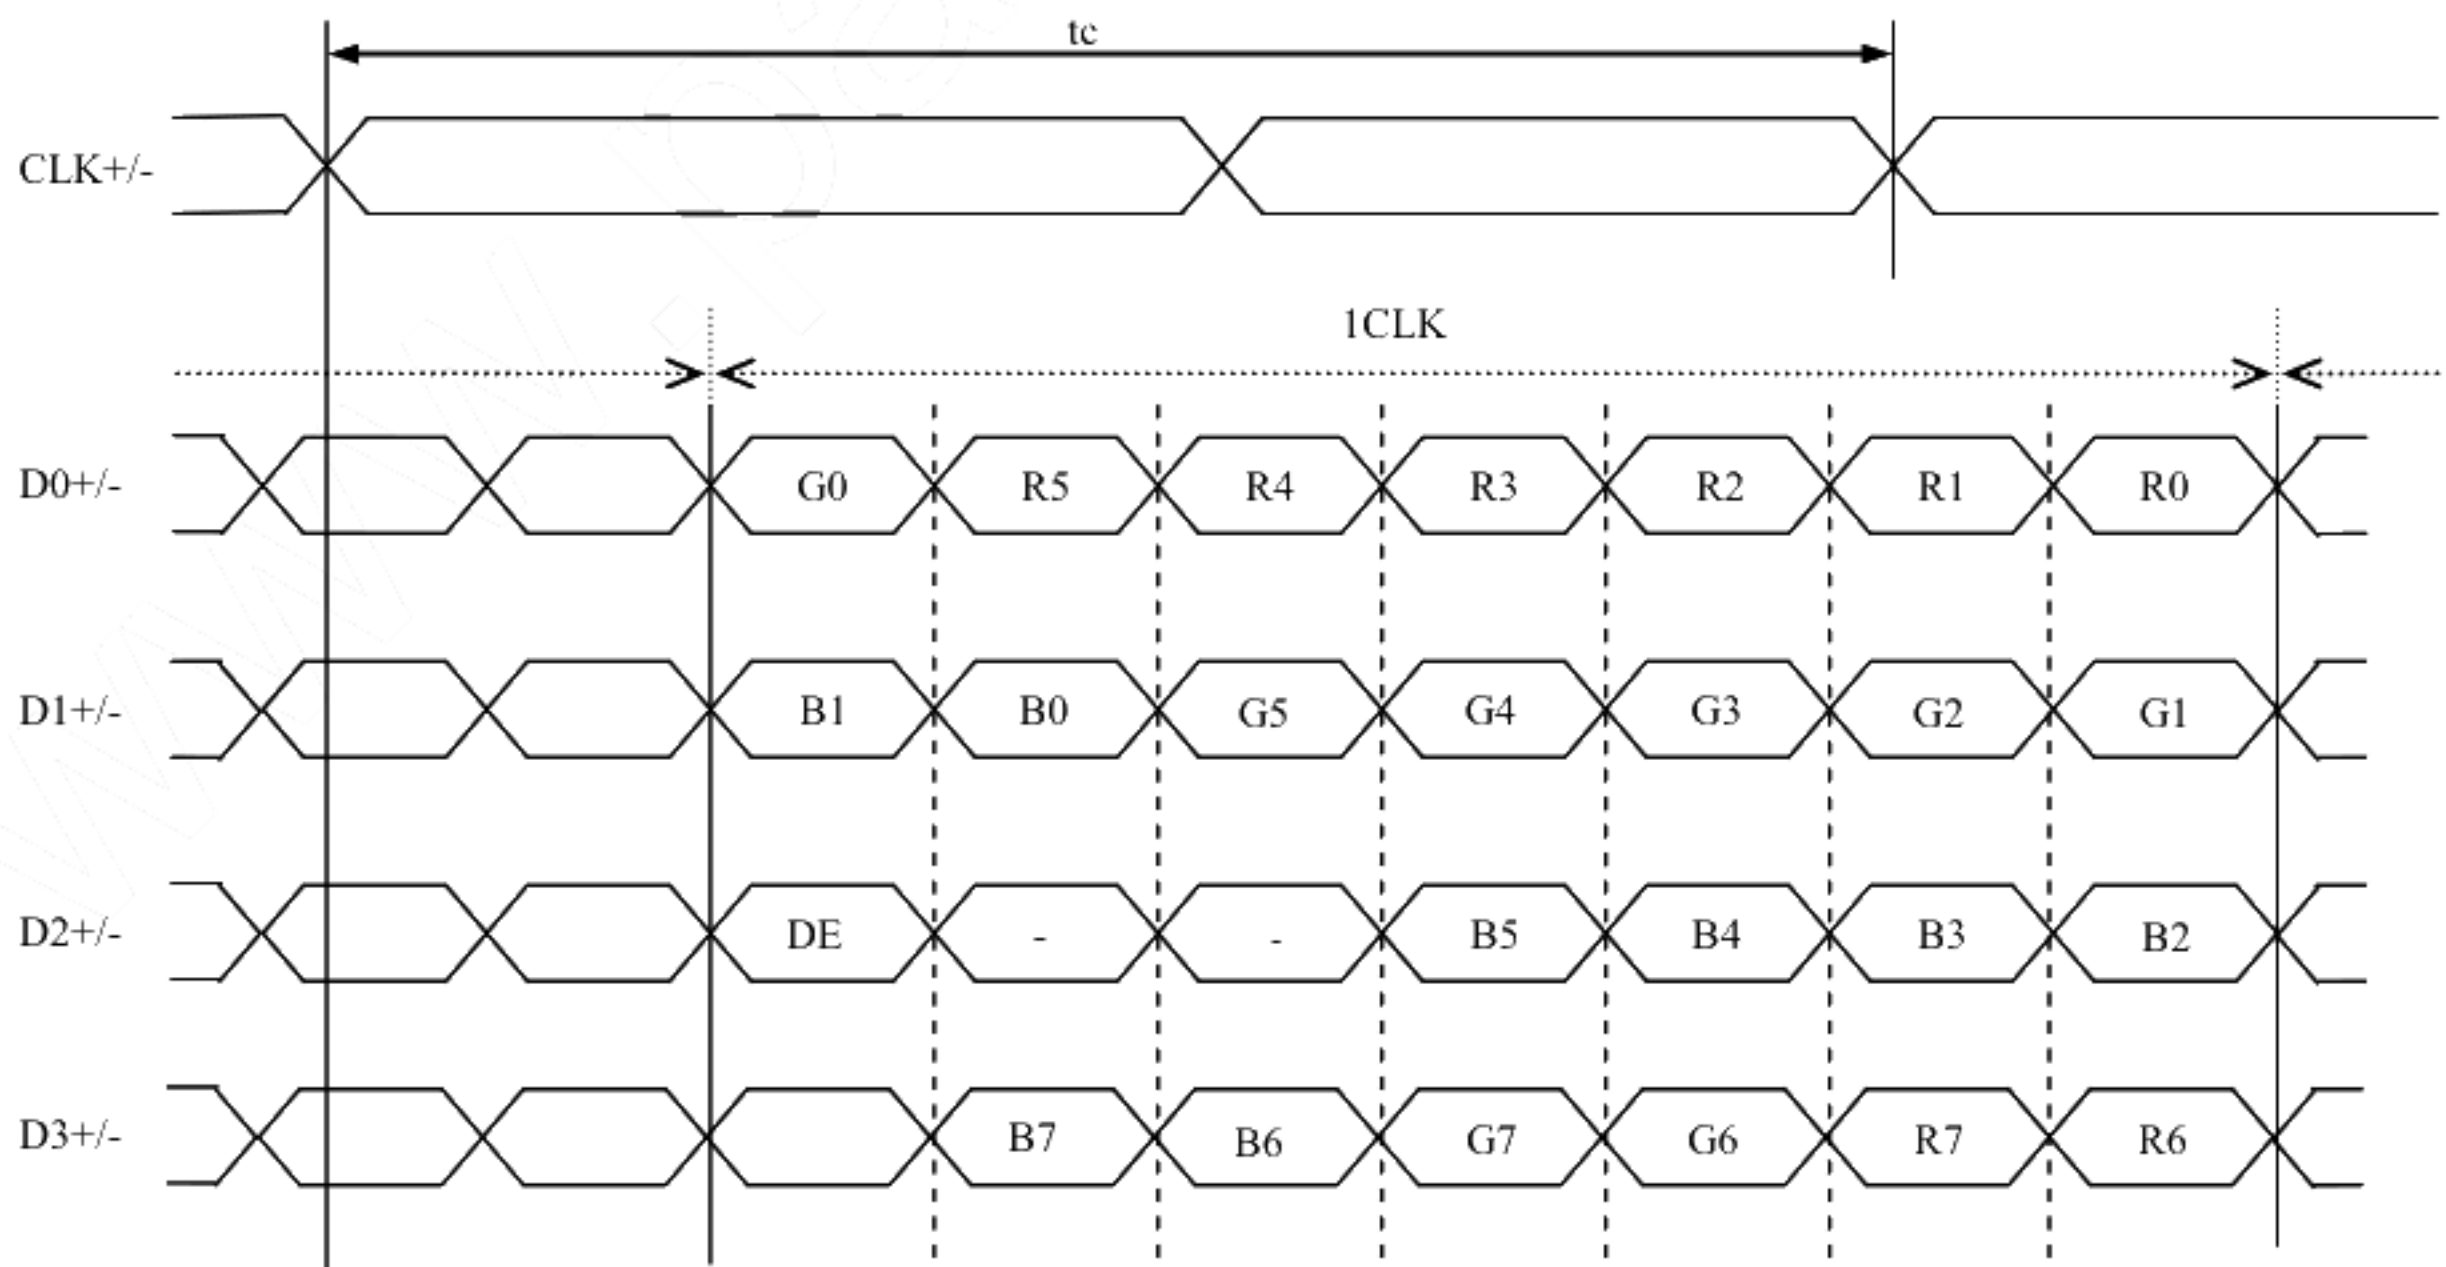 tc
CLK+/-
1CLK
D0+/- G0 R5 R4 R3 R2 R1 R0
D1+/- B1 B0 G5 G4 G3 G2 G1
D2+/- DE - - B5 B4 B3 B2
D3+/- B7 B6 G7 G6 R7 R6